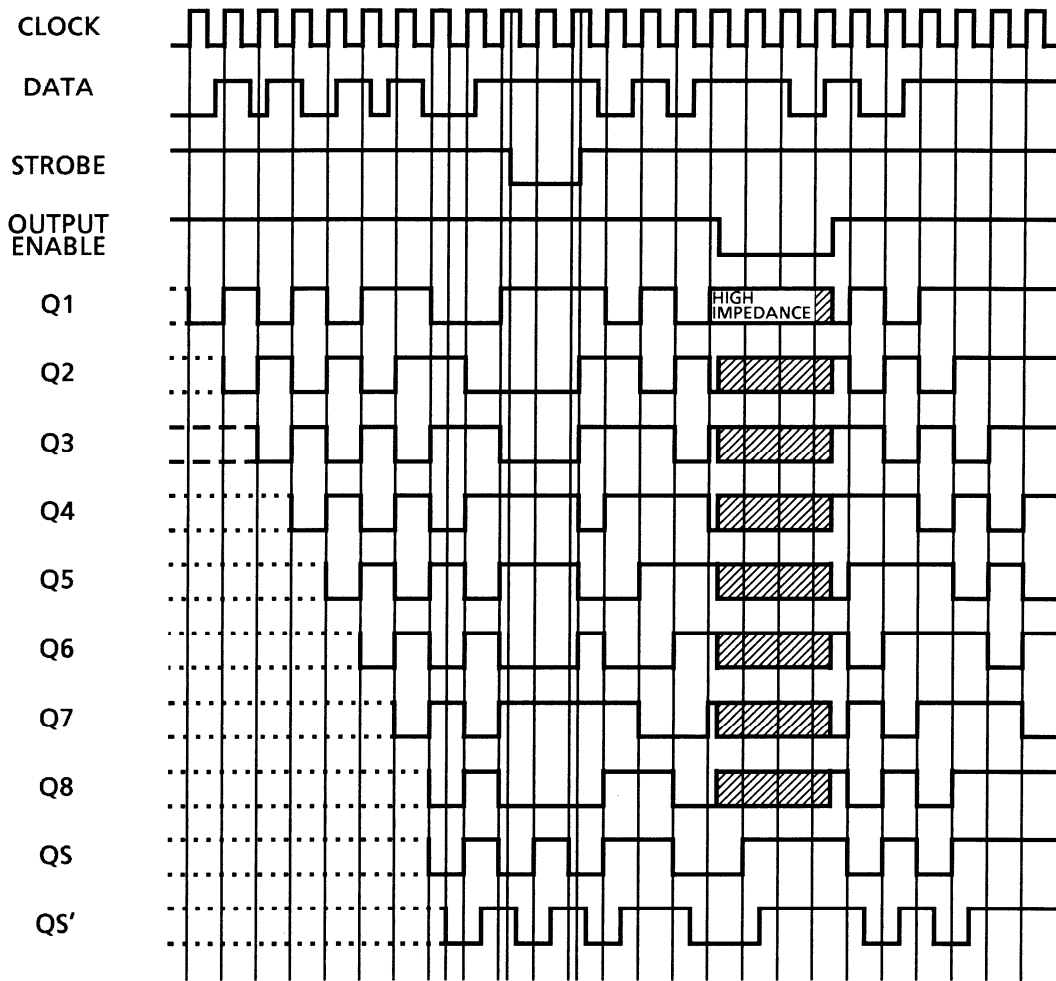 CLOCK
DATA
STROBE
OUTPUT
ENABLE
Q1
HIGH
IMPEDANCE
Q2
Q3
Q4
Q5
Q6
Q7
Q8
QS
QS′